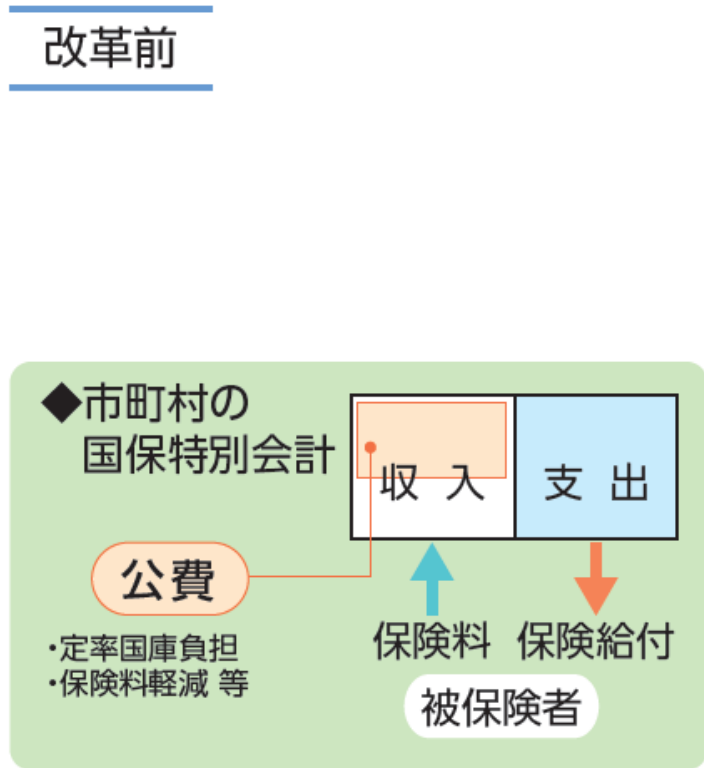 改革前
◆市町村の
国保特別会計
収 入
支 出
公費
・定率国庫負担
・保険料軽減 等
保険料
保険給付
被保険者